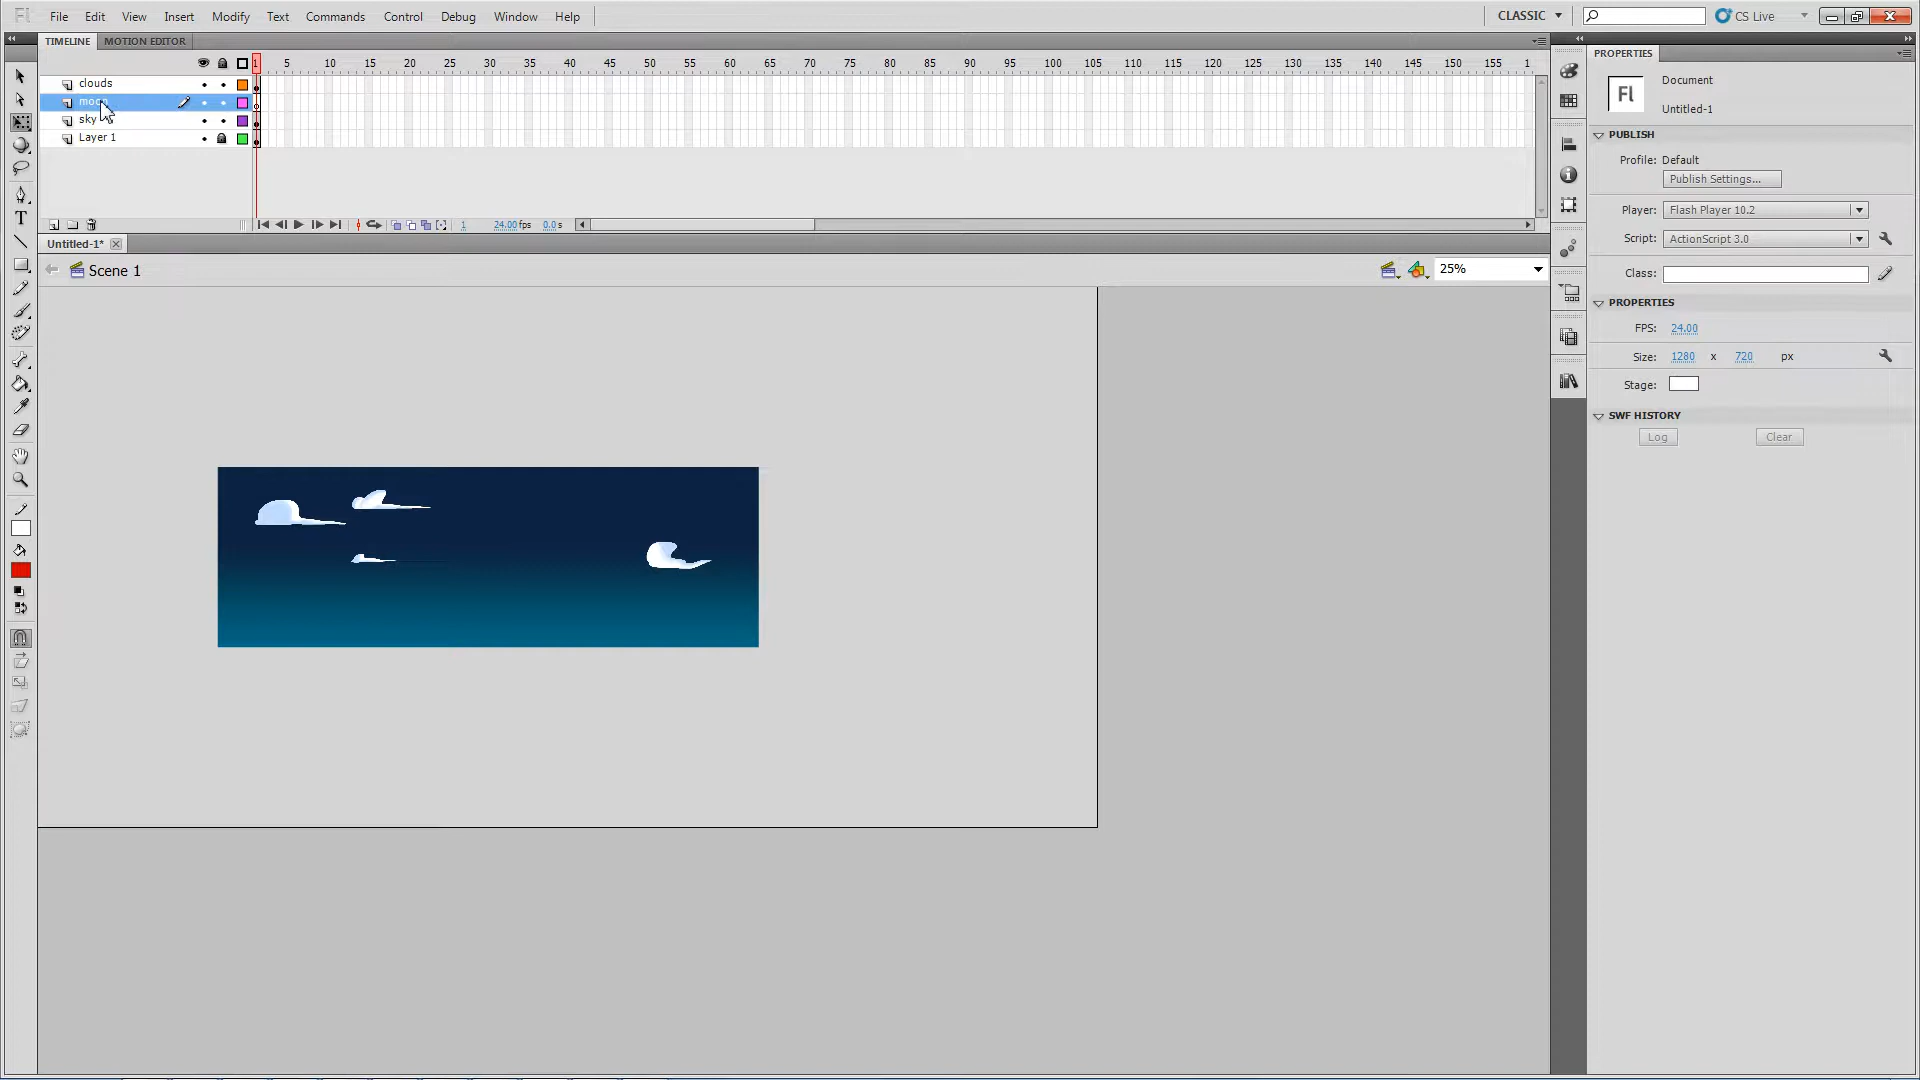 Fl File Edit View Insert Modify Text Commands Control Debug Window Help CLASSIC CS Live
TIMELINE MOTION EDITOR
1 5 10 15 20 25 30 35 40 45 50 55 60 65 70 75 80 85 90 95 100 105 110 115 120 125 130 135 140 145 150 155 1
clouds
moon
sky
Layer 1
1 24.00 fps 0.0 s
Untitled-1*
Scene 1
25%
PROPERTIES
Fl
Document
Untitled-1
PUBLISH
Profile: Default
Publish Settings...
Player: Flash Player 10.2
Script: ActionScript 3.0
Class:
PROPERTIES
FPS: 24.00
Size: 1280 x 720 px
Stage:
SWF HISTORY
Log Clear